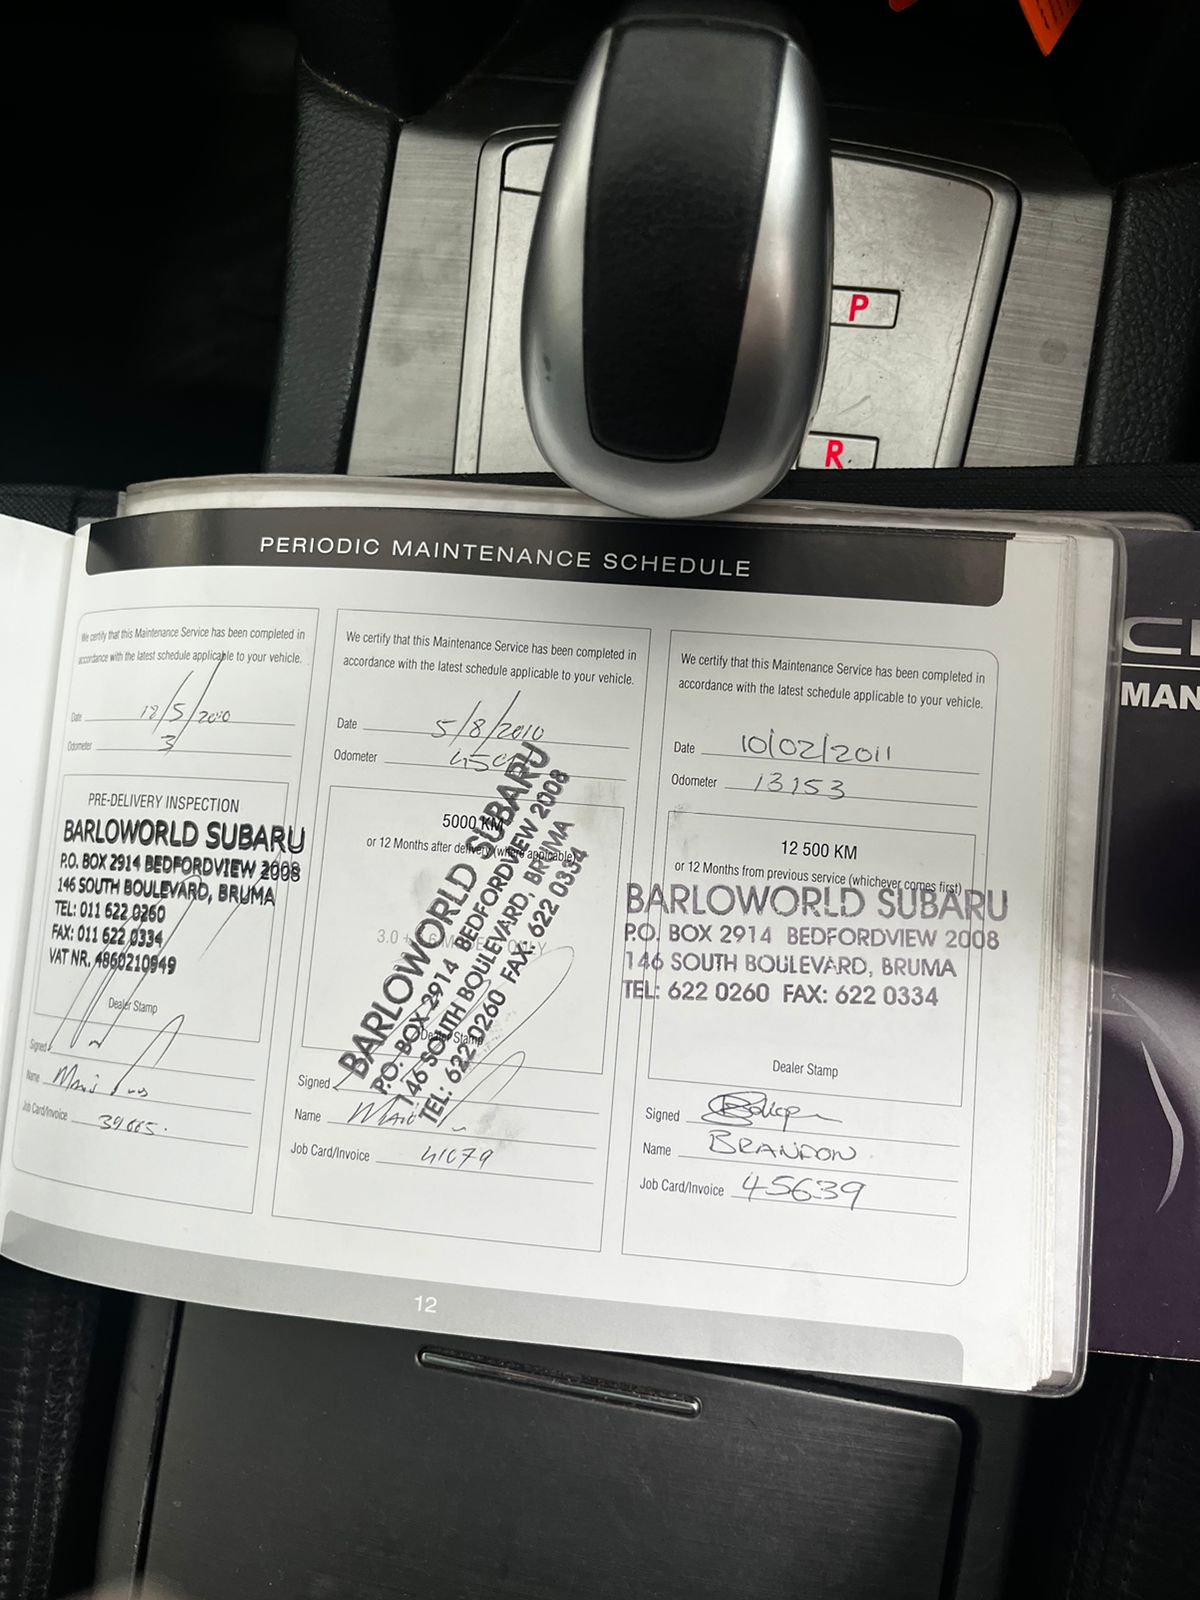 P
R
PERIODIC MAINTENANCE SCHEDULE
We certify that this Maintenance Service has been completed in
accordance with the latest schedule applicable to your vehicle.
Date 18/5/2010
Odometer 3
PRE-DELIVERY INSPECTION
BARLOWORLD SUBARU
P.O. BOX 2914 BEDFORDVIEW 2008
146 SOUTH BOULEVARD, BRUMA
TEL: 011 622 0260
FAX: 011 622 0334
VAT NR. 4860210949
Dealer Stamp
Signed
Name
Job Card/Invoice
We certify that this Maintenance Service has been completed in
accordance with the latest schedule applicable to your vehicle.
Date 5/8/2010
Odometer
5000 KM
or 12 Months after delivery (where applicable)
BARLOWORLD SUBARU
P.O. BOX 2914 BEDFORDVIEW 2008
146 SOUTH BOULEVARD, BRUMA
TEL: 622 0260 FAX: 622 0334
Dealer Stamp
Signed
Name
Job Card/Invoice 41079
We certify that this Maintenance Service has been completed in
accordance with the latest schedule applicable to your vehicle.
Date 10/02/2011
Odometer 13153
12 500 KM
or 12 Months from previous service (whichever comes first)
BARLOWORLD SUBARU
P.O. BOX 2914 BEDFORDVIEW 2008
146 SOUTH BOULEVARD, BRUMA
TEL: 622 0260 FAX: 622 0334
Dealer Stamp
Signed
Name BRANDON
Job Card/Invoice 45639
12
MAN